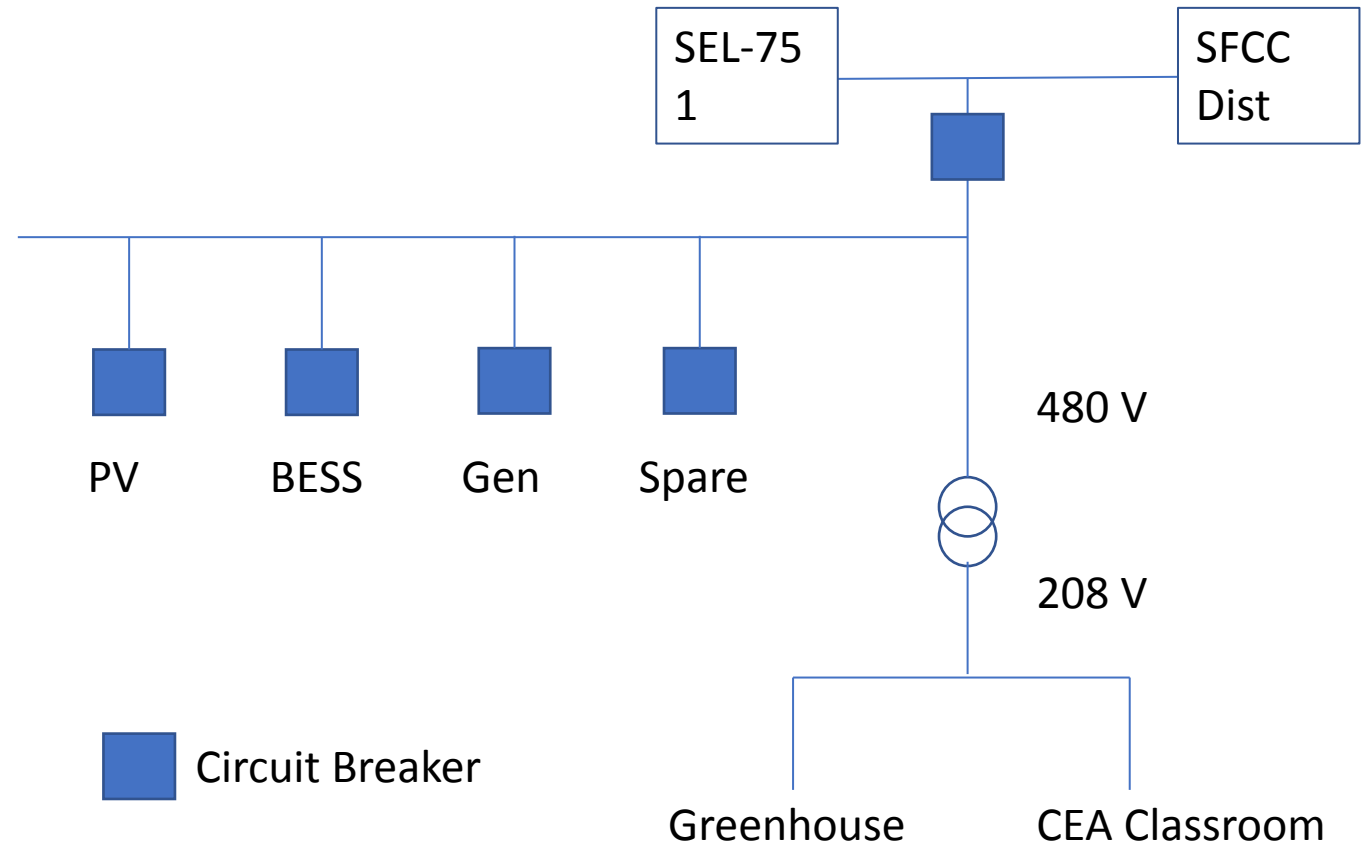 SEL-75
1
SFCC
Dist
480 V
PV
BESS
Gen
Spare
208 V
Circuit Breaker
Greenhouse
CEA Classroom